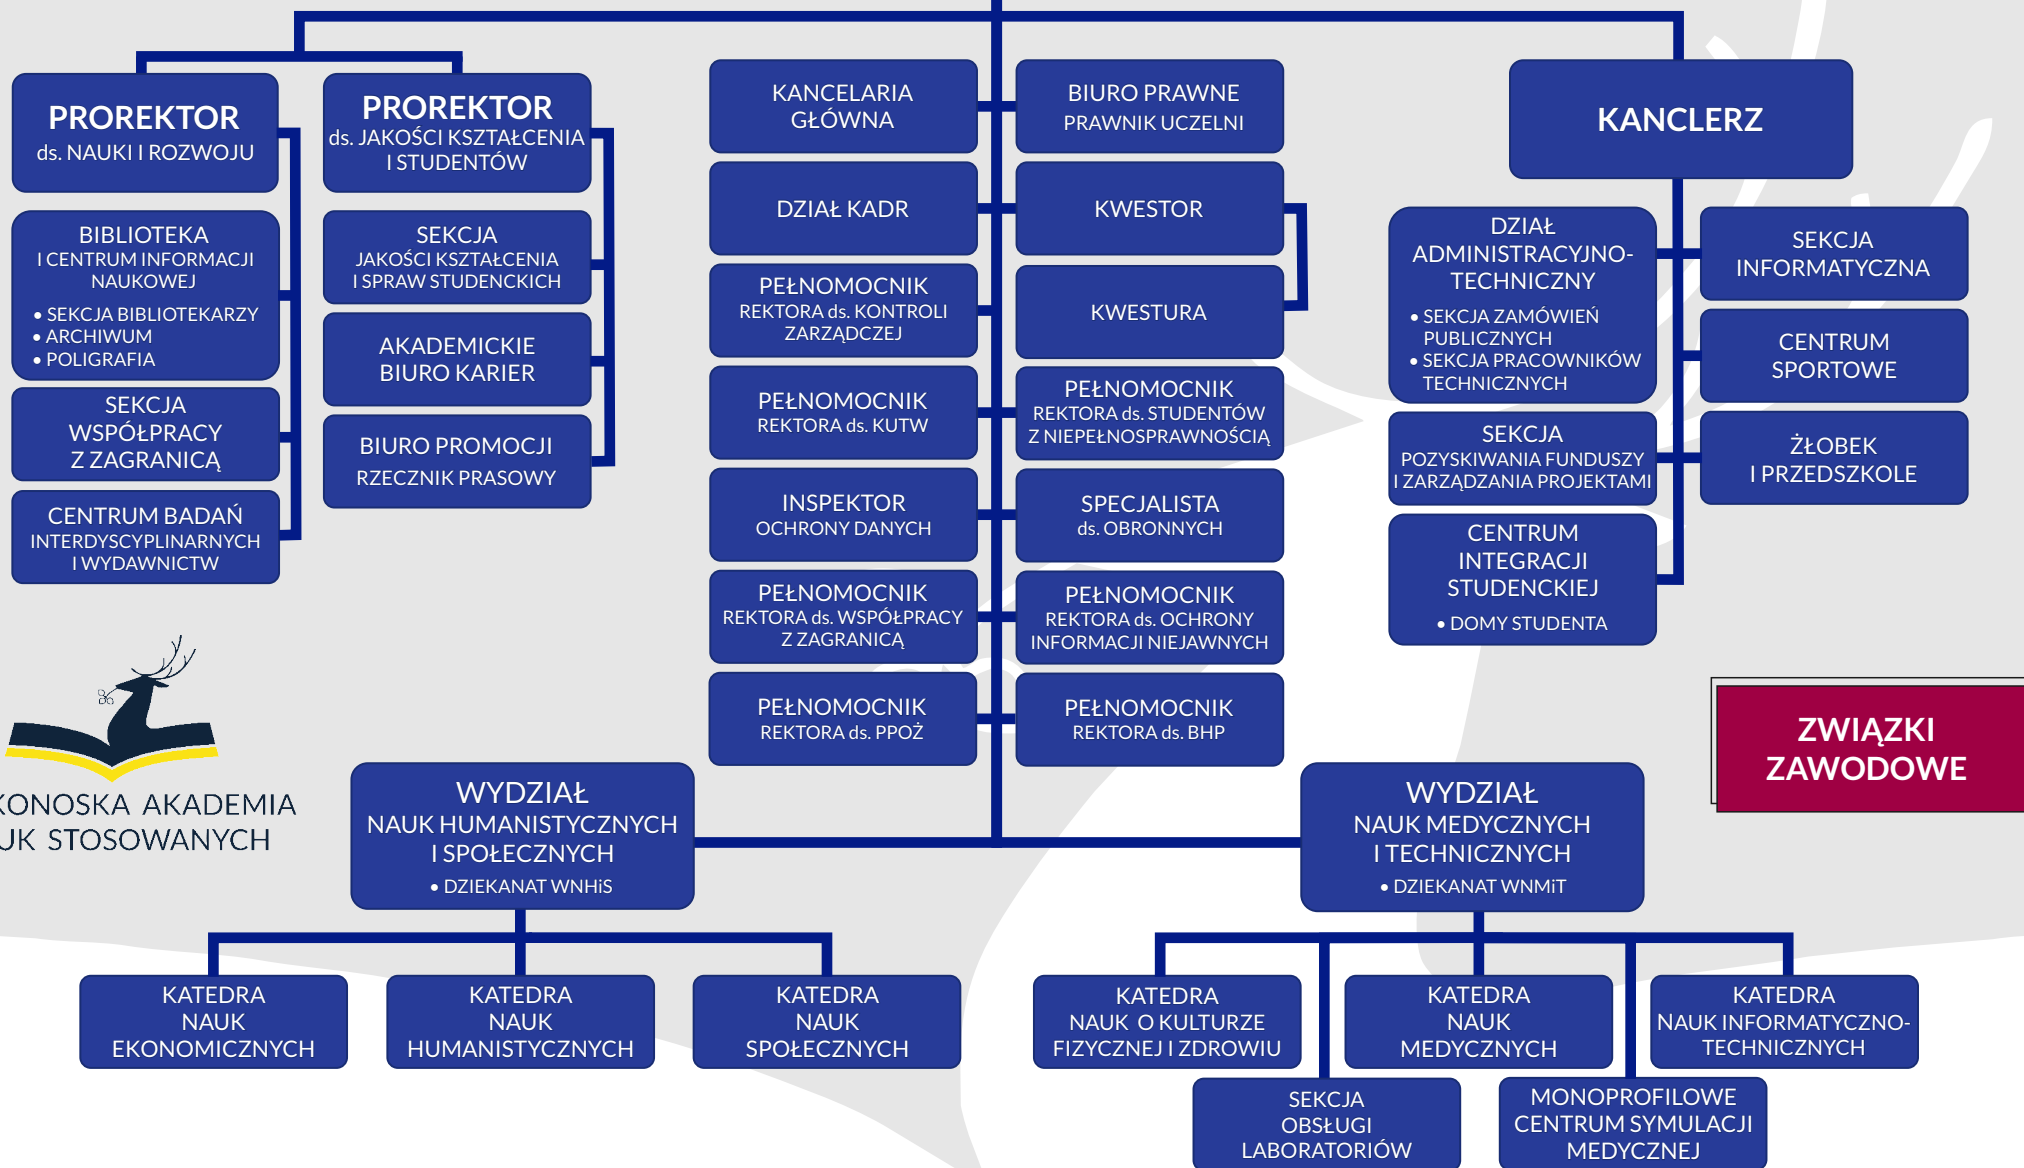 PROREKTOR
ds. NAUKI I ROZWOJU
BIBLIOTEKA
I CENTRUM INFORMACJI
NAUKOWEJ
• SEKCJA BIBLIOTEKARZY
• ARCHIWUM
• POLIGRAFIA
SEKCJA
WSPÓŁPRACY
Z ZAGRANICĄ
CENTRUM BADAŃ
INTERDYSCYPLINARNYCH
I WYDAWNICTW
PROREKTOR
ds. JAKOŚCI KSZTAŁCENIA
I STUDENTÓW
SEKCJA
JAKOŚCI KSZTAŁCENIA
I SPRAW STUDENCKICH
AKADEMICKIE
BIURO KARIER
BIURO PROMOCJI
RZECZNIK PRASOWY
KANCELARIA
GŁÓWNA
BIURO PRAWNE
PRAWNIK UCZELNI
DZIAŁ KADR
KWESTOR
PEŁNOMOCNIK
REKTORA ds. KONTROLI
ZARZĄDCZEJ
KWESTURA
PEŁNOMOCNIK
REKTORA ds. KUTW
PEŁNOMOCNIK
REKTORA ds. STUDENTÓW
Z NIEPEŁNOSPRAWNOŚCIĄ
INSPEKTOR
OCHRONY DANYCH
SPECJALISTA
ds. OBRONNYCH
PEŁNOMOCNIK
REKTORA ds. WSPÓŁPRACY
Z ZAGRANICĄ
PEŁNOMOCNIK
REKTORA ds. OCHRONY
INFORMACJI NIEJAWNYCH
PEŁNOMOCNIK
REKTORA ds. PPOŻ
PEŁNOMOCNIK
REKTORA ds. BHP
KANCLERZ
DZIAŁ
ADMINISTRACYJNO-
TECHNICZNY
• SEKCJA ZAMÓWIEŃ
PUBLICZNYCH
• SEKCJA PRACOWNIKÓW
TECHNICZNYCH
SEKCJA
POZYSKIWANIA FUNDUSZY
I ZARZĄDZANIA PROJEKTAMI
CENTRUM
INTEGRACJI
STUDENCKIEJ
• DOMY STUDENTA
SEKCJA
INFORMATYCZNA
CENTRUM
SPORTOWE
ŻŁOBEK
I PRZEDSZKOLE
ZWIĄZKI
ZAWODOWE
KONOSKA AKADEMIA
UK STOSOWANYCH
WYDZIAŁ
NAUK HUMANISTYCZNYCH
I SPOŁECZNYCH
• DZIEKANAT WNHiS
WYDZIAŁ
NAUK MEDYCZNYCH
I TECHNICZNYCH
• DZIEKANAT WNMiT
KATEDRA
NAUK
EKONOMICZNYCH
KATEDRA
NAUK
HUMANISTYCZNYCH
KATEDRA
NAUK
SPOŁECZNYCH
KATEDRA
NAUK O KULTURZE
FIZYCZNEJ I ZDROWIU
KATEDRA
NAUK
MEDYCZNYCH
KATEDRA
NAUK INFORMATYCZNO-
TECHNICZNYCH
SEKCJA
OBSŁUGI
LABORATORIÓW
MONOPROFILOWE
CENTRUM SYMULACJI
MEDYCZNEJ